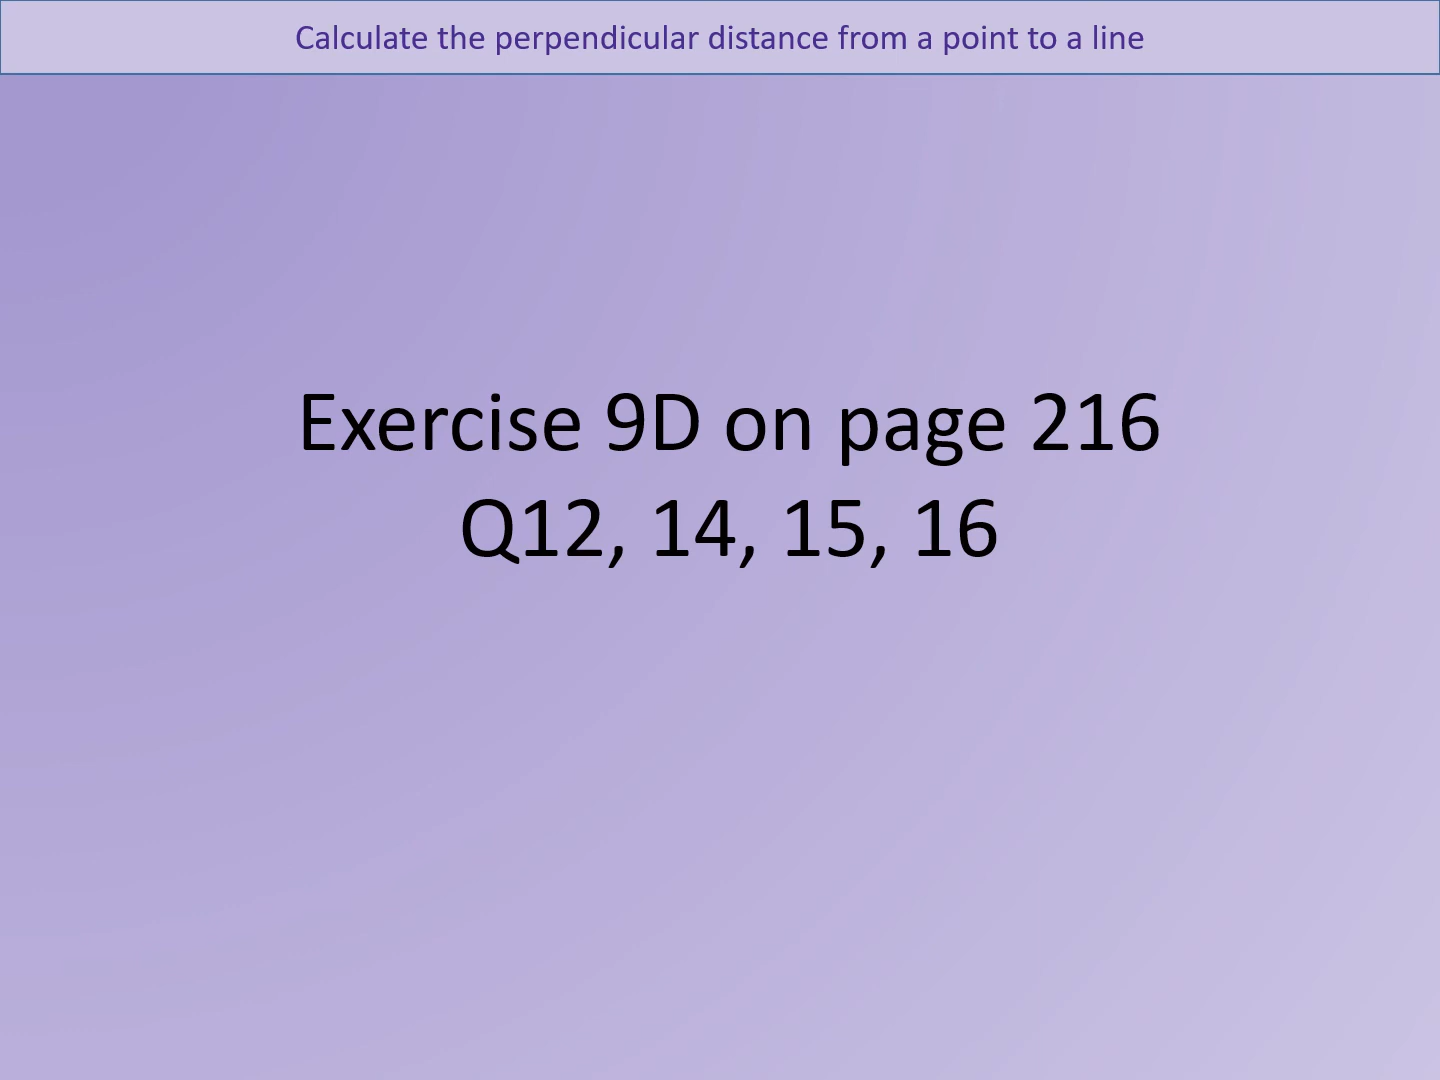 Calculate the perpendicular distance from a point to a line
Exercise 9D on page 216
Q12, 14, 15, 16